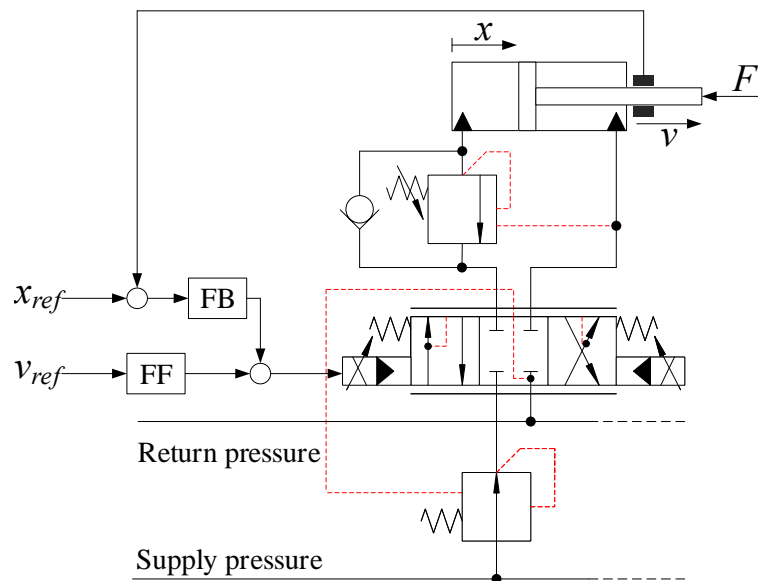 x
F
v
x_ref
FB
v_ref
FF
Return pressure
Supply pressure